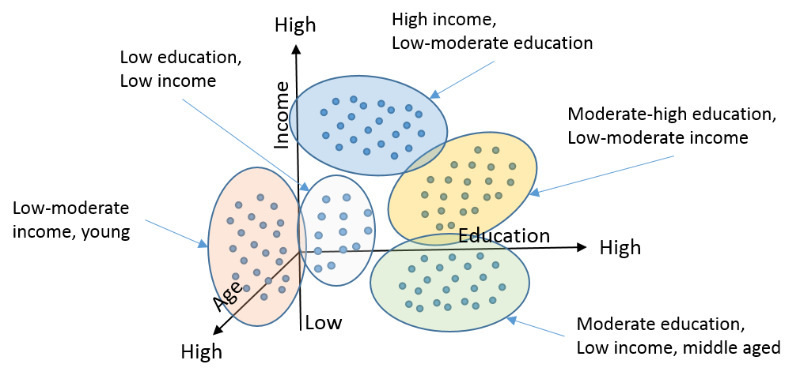 High
High income,
Low-moderate education
Low education,
Low income
Income
Moderate-high education,
Low-moderate income
Low-moderate
income, young
Education
High
Age
Low
High
Moderate education,
Low income, middle aged